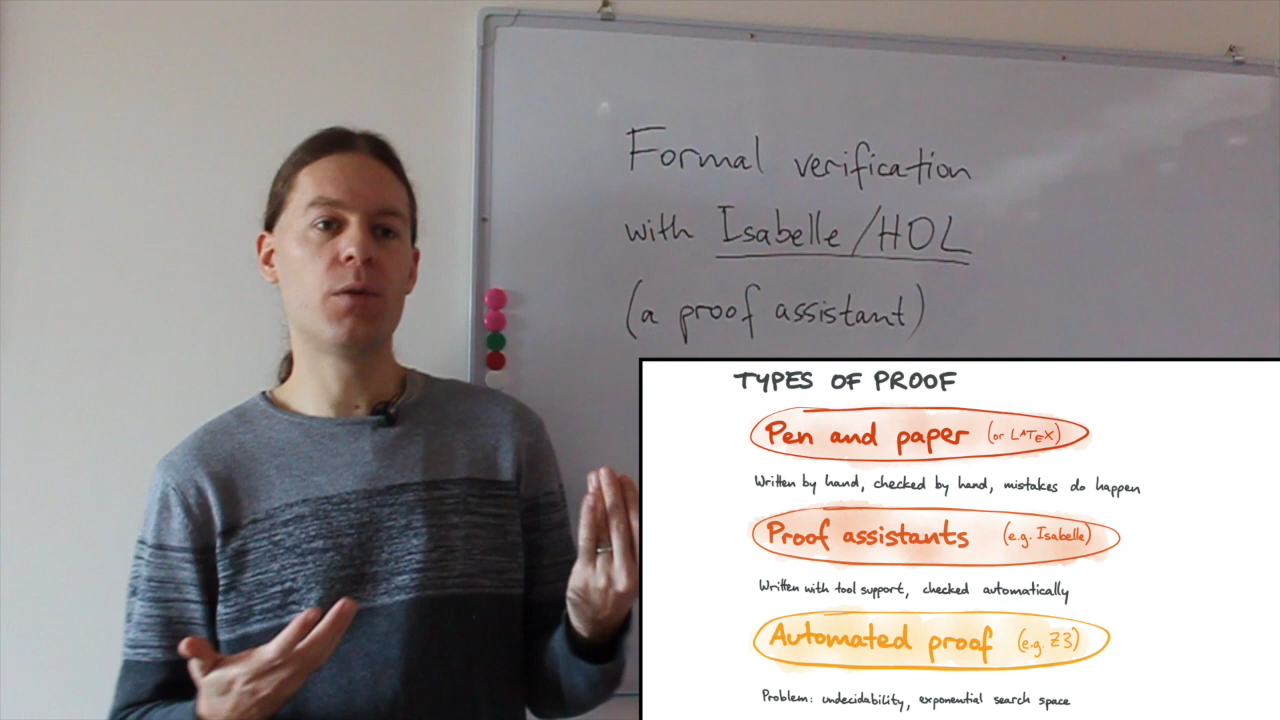 Formal verification
with Isabelle/HOL
(a proof assistant)
TYPES OF PROOF
Pen and paper (or LATEX)
Written by hand, checked by hand, mistakes do happen
Proof assistants (e.g. Isabelle)
Written with tool support, checked automatically
Automated proof (e.g. Z3)
Problem: undecidability, exponential search space